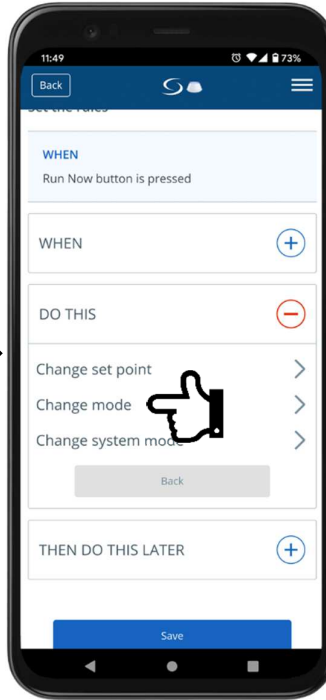 11:49
73%
Back
Set the rules
WHEN
Run Now button is pressed
WHEN
DO THIS
Change set point
Change mode
Change system mode
Back
THEN DO THIS LATER
Save